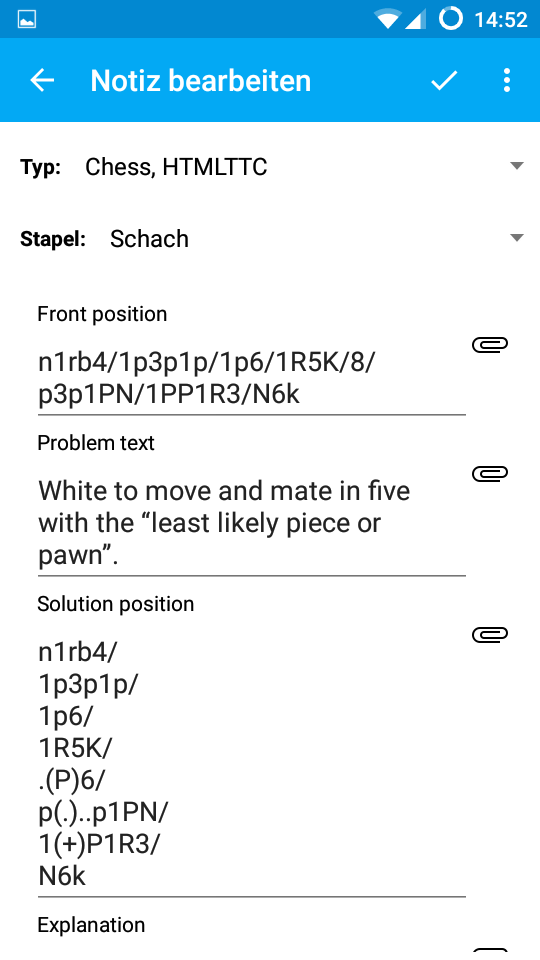 14:52
Notiz bearbeiten
Typ: Chess, HTMLTTC
Stapel: Schach
Front position
n1rb4/1p3p1p/1p6/1R5K/8/
p3p1PN/1PP1R3/N6k
Problem text
White to move and mate in five
with the “least likely piece or
pawn”.
Solution position
n1rb4/
1p3p1p/
1p6/
1R5K/
.(P)6/
p(.)..p1PN/
1(+)P1R3/
N6k
Explanation